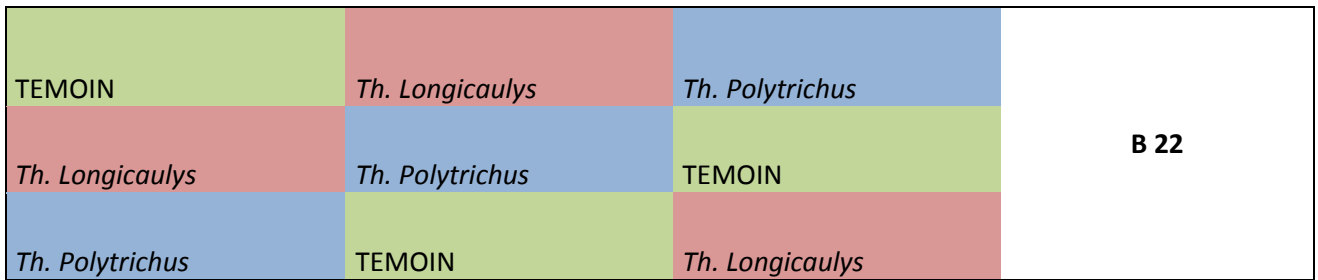 TEMOIN Th. Longicaulys Th. Polytrichus
B 22
Th. Longicaulys Th. Polytrichus TEMOIN
Th. Polytrichus TEMOIN Th. Longicaulys